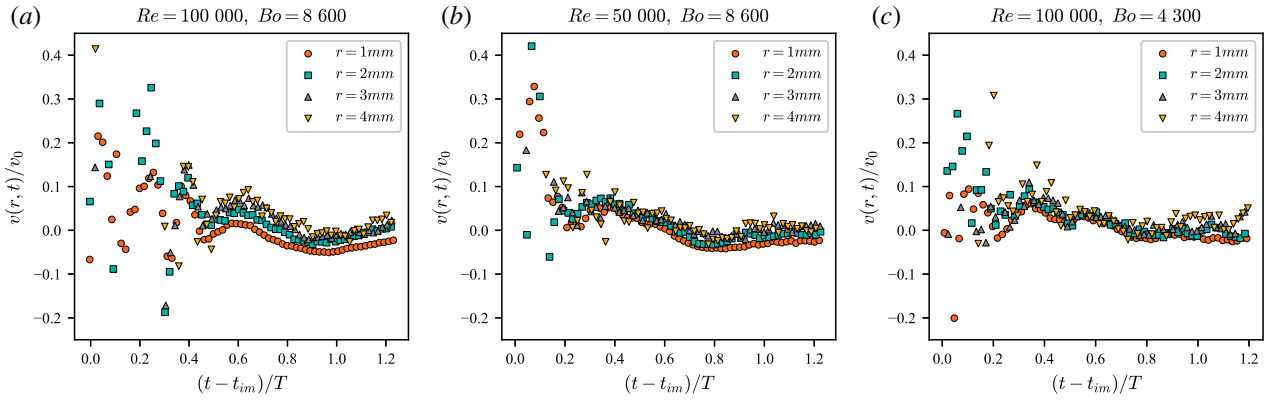 (a) Re = 100 000, Bo = 8 600
r = 1mm
r = 2mm
r = 3mm
r = 4mm
0.4
0.3
0.2
0.1
0.0
−0.1
−0.2
v(r, t)/v₀
0.0 0.2 0.4 0.6 0.8 1.0 1.2
(t − tᵢₘ)/T
(b) Re = 50 000, Bo = 8 600
r = 1mm
r = 2mm
r = 3mm
r = 4mm
0.4
0.3
0.2
0.1
0.0
−0.1
−0.2
v(r, t)/v₀
0.0 0.2 0.4 0.6 0.8 1.0 1.2
(t − tᵢₘ)/T
(c) Re = 100 000, Bo = 4 300
r = 1mm
r = 2mm
r = 3mm
r = 4mm
0.4
0.3
0.2
0.1
0.0
−0.1
−0.2
v(r, t)/v₀
0.0 0.2 0.4 0.6 0.8 1.0 1.2
(t − tᵢₘ)/T